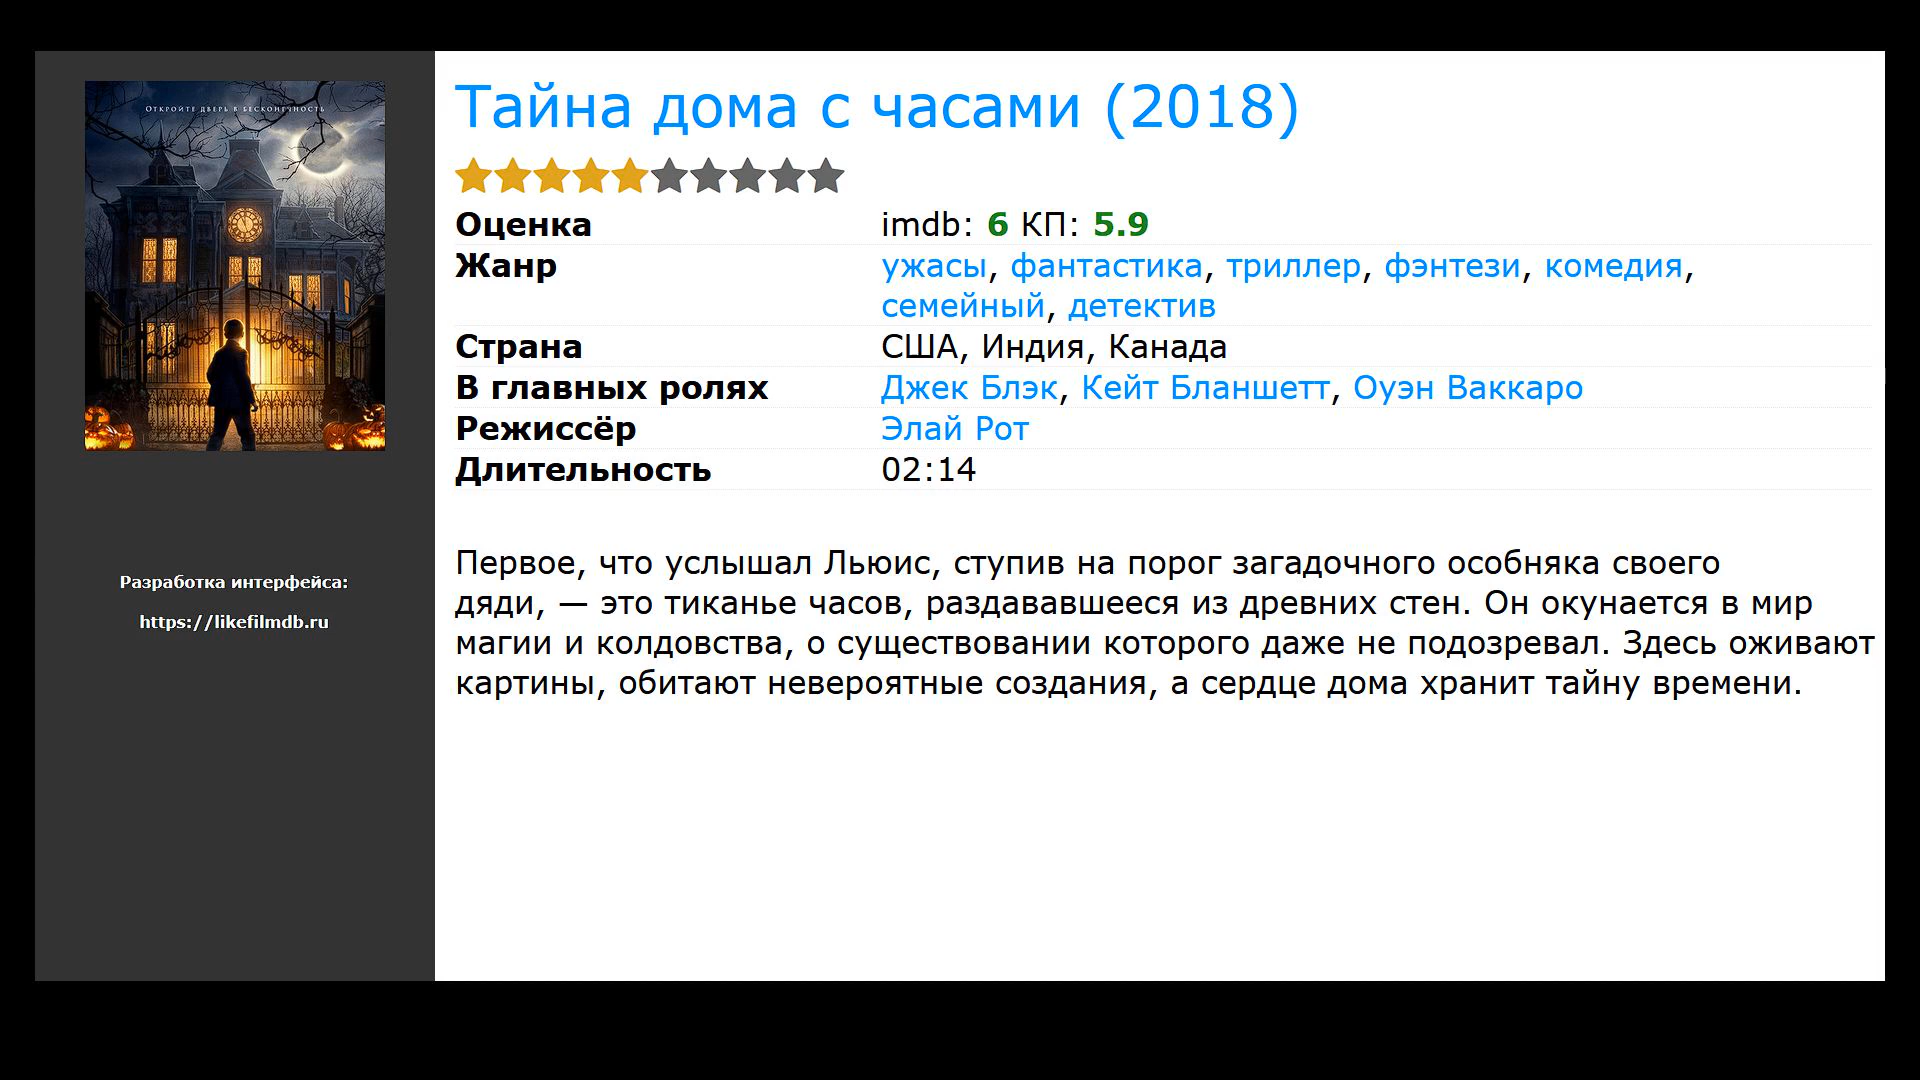 Откройте дверь в бесконечность
Тайна дома с часами (2018)
Оценка imdb: 6 КП: 5.9
Жанр ужасы, фантастика, триллер, фэнтези, комедия,
семейный, детектив
Страна США, Индия, Канада
В главных ролях Джек Блэк, Кейт Бланшетт, Оуэн Ваккаро
Режиссёр Элай Рот
Длительность 02:14
Первое, что услышал Льюис, ступив на порог загадочного особняка своего
дяди, — это тиканье часов, раздававшееся из древних стен. Он окунается в мир
магии и колдовства, о существовании которого даже не подозревал. Здесь оживают
картины, обитают невероятные создания, а сердце дома хранит тайну времени.
Разработка интерфейса:
https://likefilmdb.ru